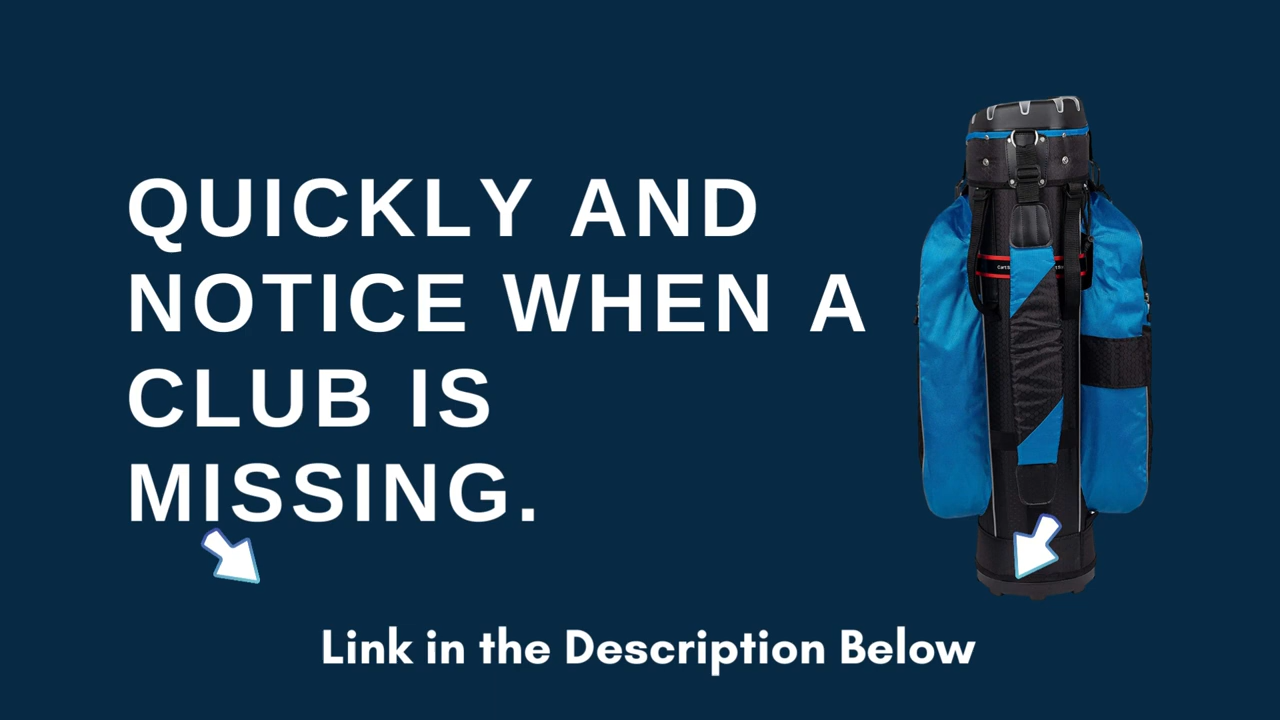 QUICKLY AND
NOTICE WHEN A
CLUB IS
MISSING.
Link in the Description Below